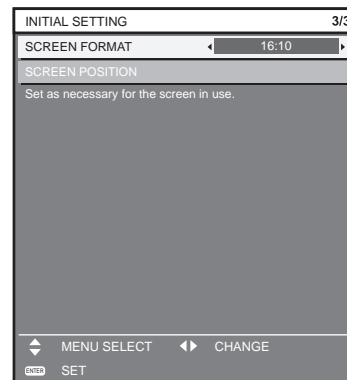 INITIAL SETTING 3/3
SCREEN FORMAT 16:10
SCREEN POSITION
Set as necessary for the screen in use.
MENU SELECT CHANGE
ENTER SET